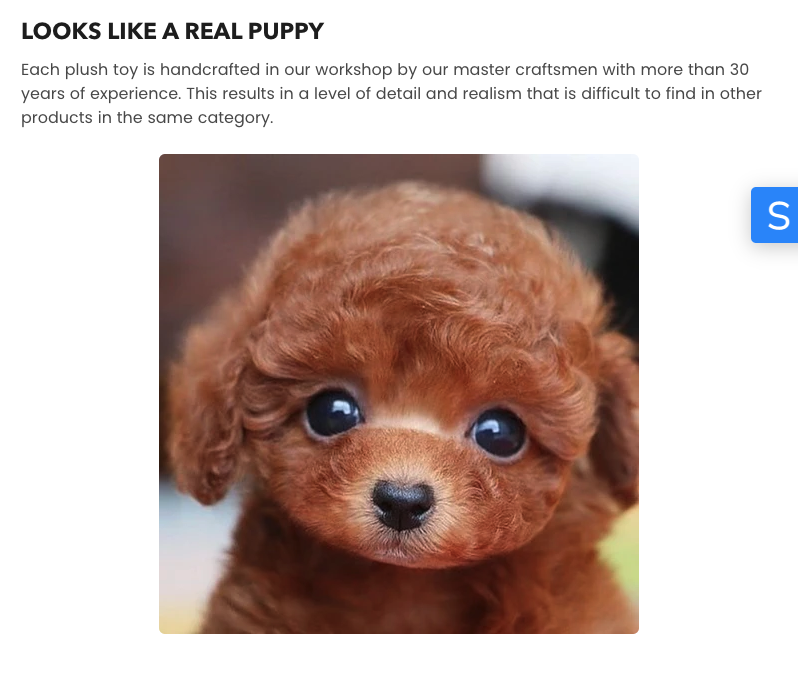 LOOKS LIKE A REAL PUPPY
Each plush toy is handcrafted in our workshop by our master craftsmen with more than 30
years of experience. This results in a level of detail and realism that is difficult to find in other
products in the same category.
S